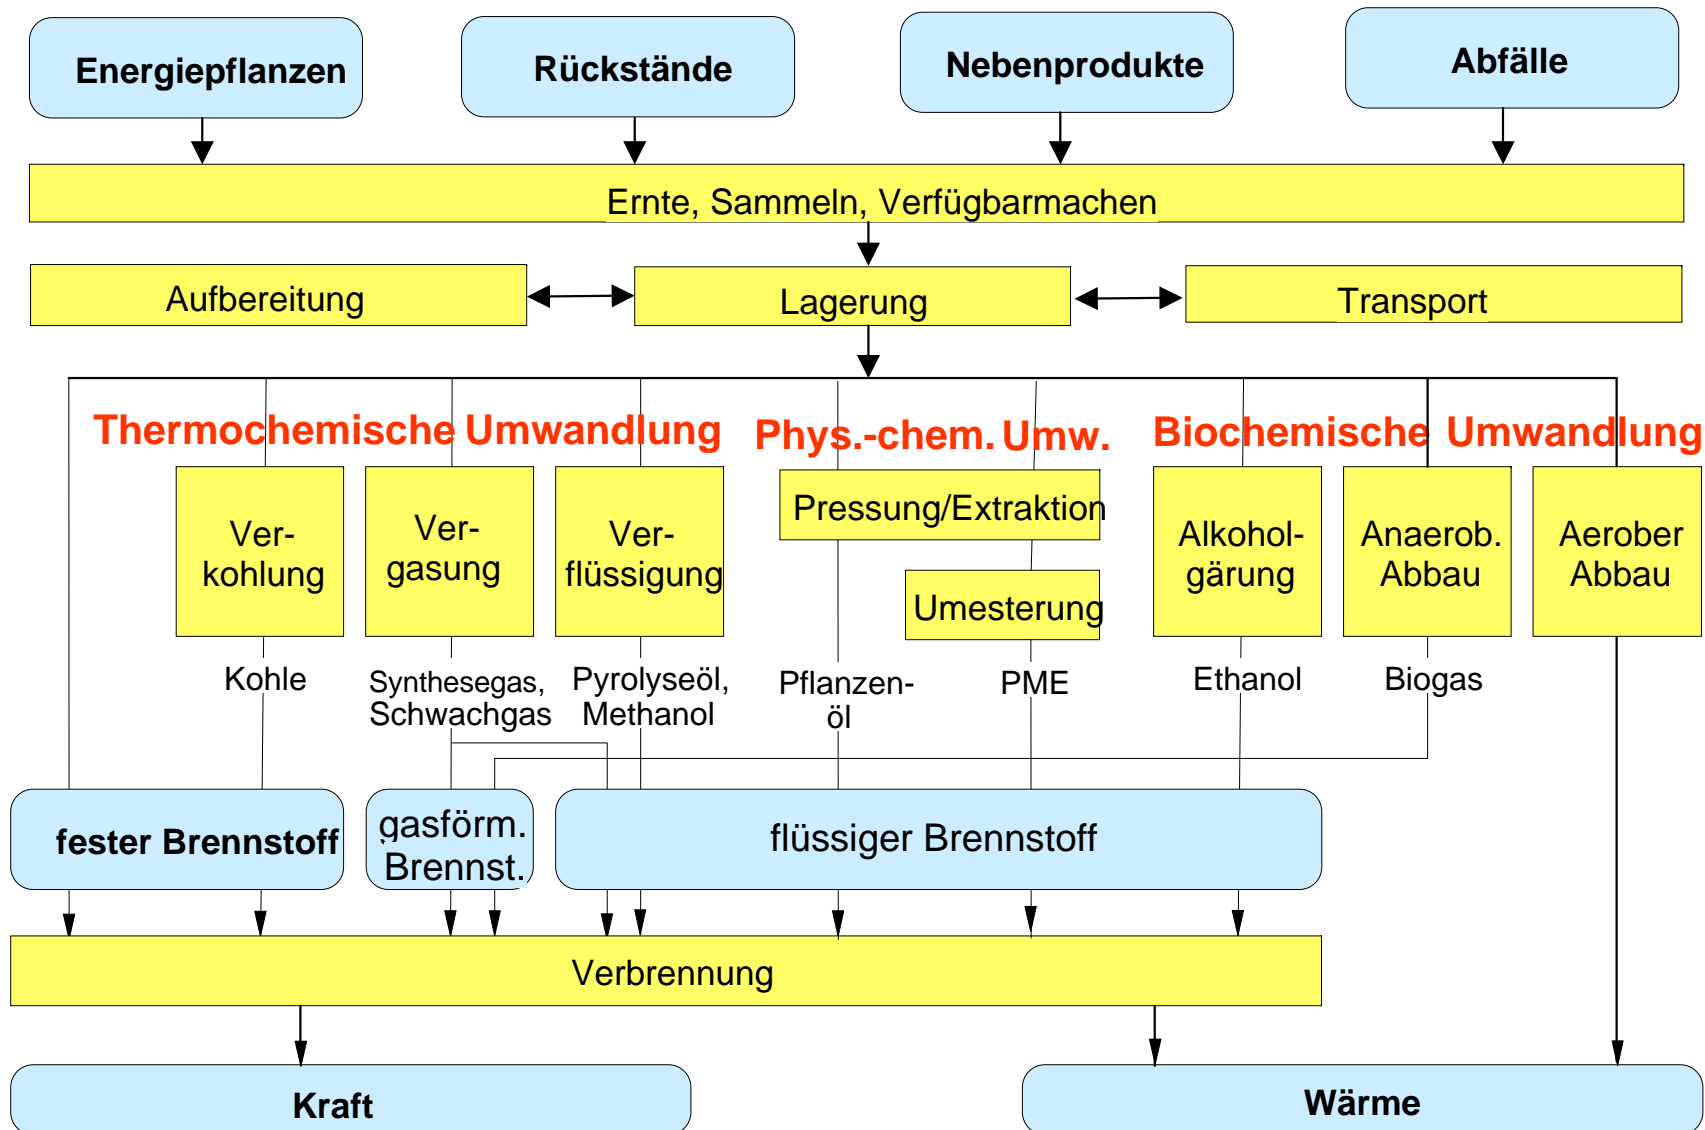 Energiepflanzen
Rückstände
Nebenprodukte
Abfälle
Ernte, Sammeln, Verfügbarmachen
Aufbereitung
Lagerung
Transport
Thermochemische Umwandlung
Phys.-chem. Umw.
Biochemische Umwandlung
Ver-
kohlung
Ver-
gasung
Ver-
flüssigung
Pressung/Extraktion
Umesterung
Alkohol-
gärung
Anaerob.
Abbau
Aerober
Abbau
Kohle
Synthesegas,
Schwachgas
Pyrolyseöl,
Methanol
Pflanzen-
öl
PME
Ethanol
Biogas
fester Brennstoff
gasförm.
Brennst.
flüssiger Brennstoff
Verbrennung
Kraft
Wärme